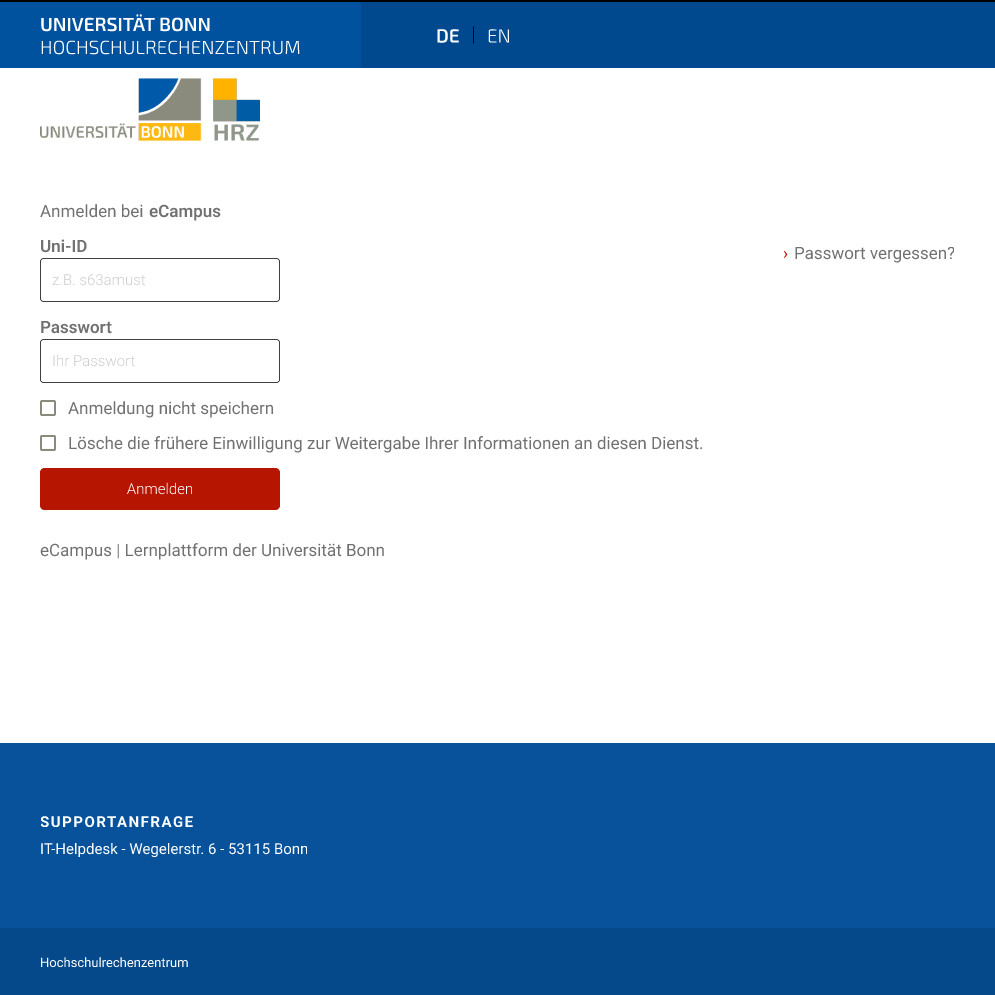 UNIVERSITÄT BONN
HOCHSCHULRECHENZENTRUM
DE EN
UNIVERSITÄT BONN HRZ
Anmelden bei eCampus
Uni-ID
z.B. s63amust
› Passwort vergessen?
Passwort
Ihr Passwort
Anmeldung nicht speichern
Lösche die frühere Einwilligung zur Weitergabe Ihrer Informationen an diesen Dienst.
Anmelden
eCampus | Lernplattform der Universität Bonn
SUPPORTANFRAGE
IT-Helpdesk - Wegelerstr. 6 - 53115 Bonn
Hochschulrechenzentrum